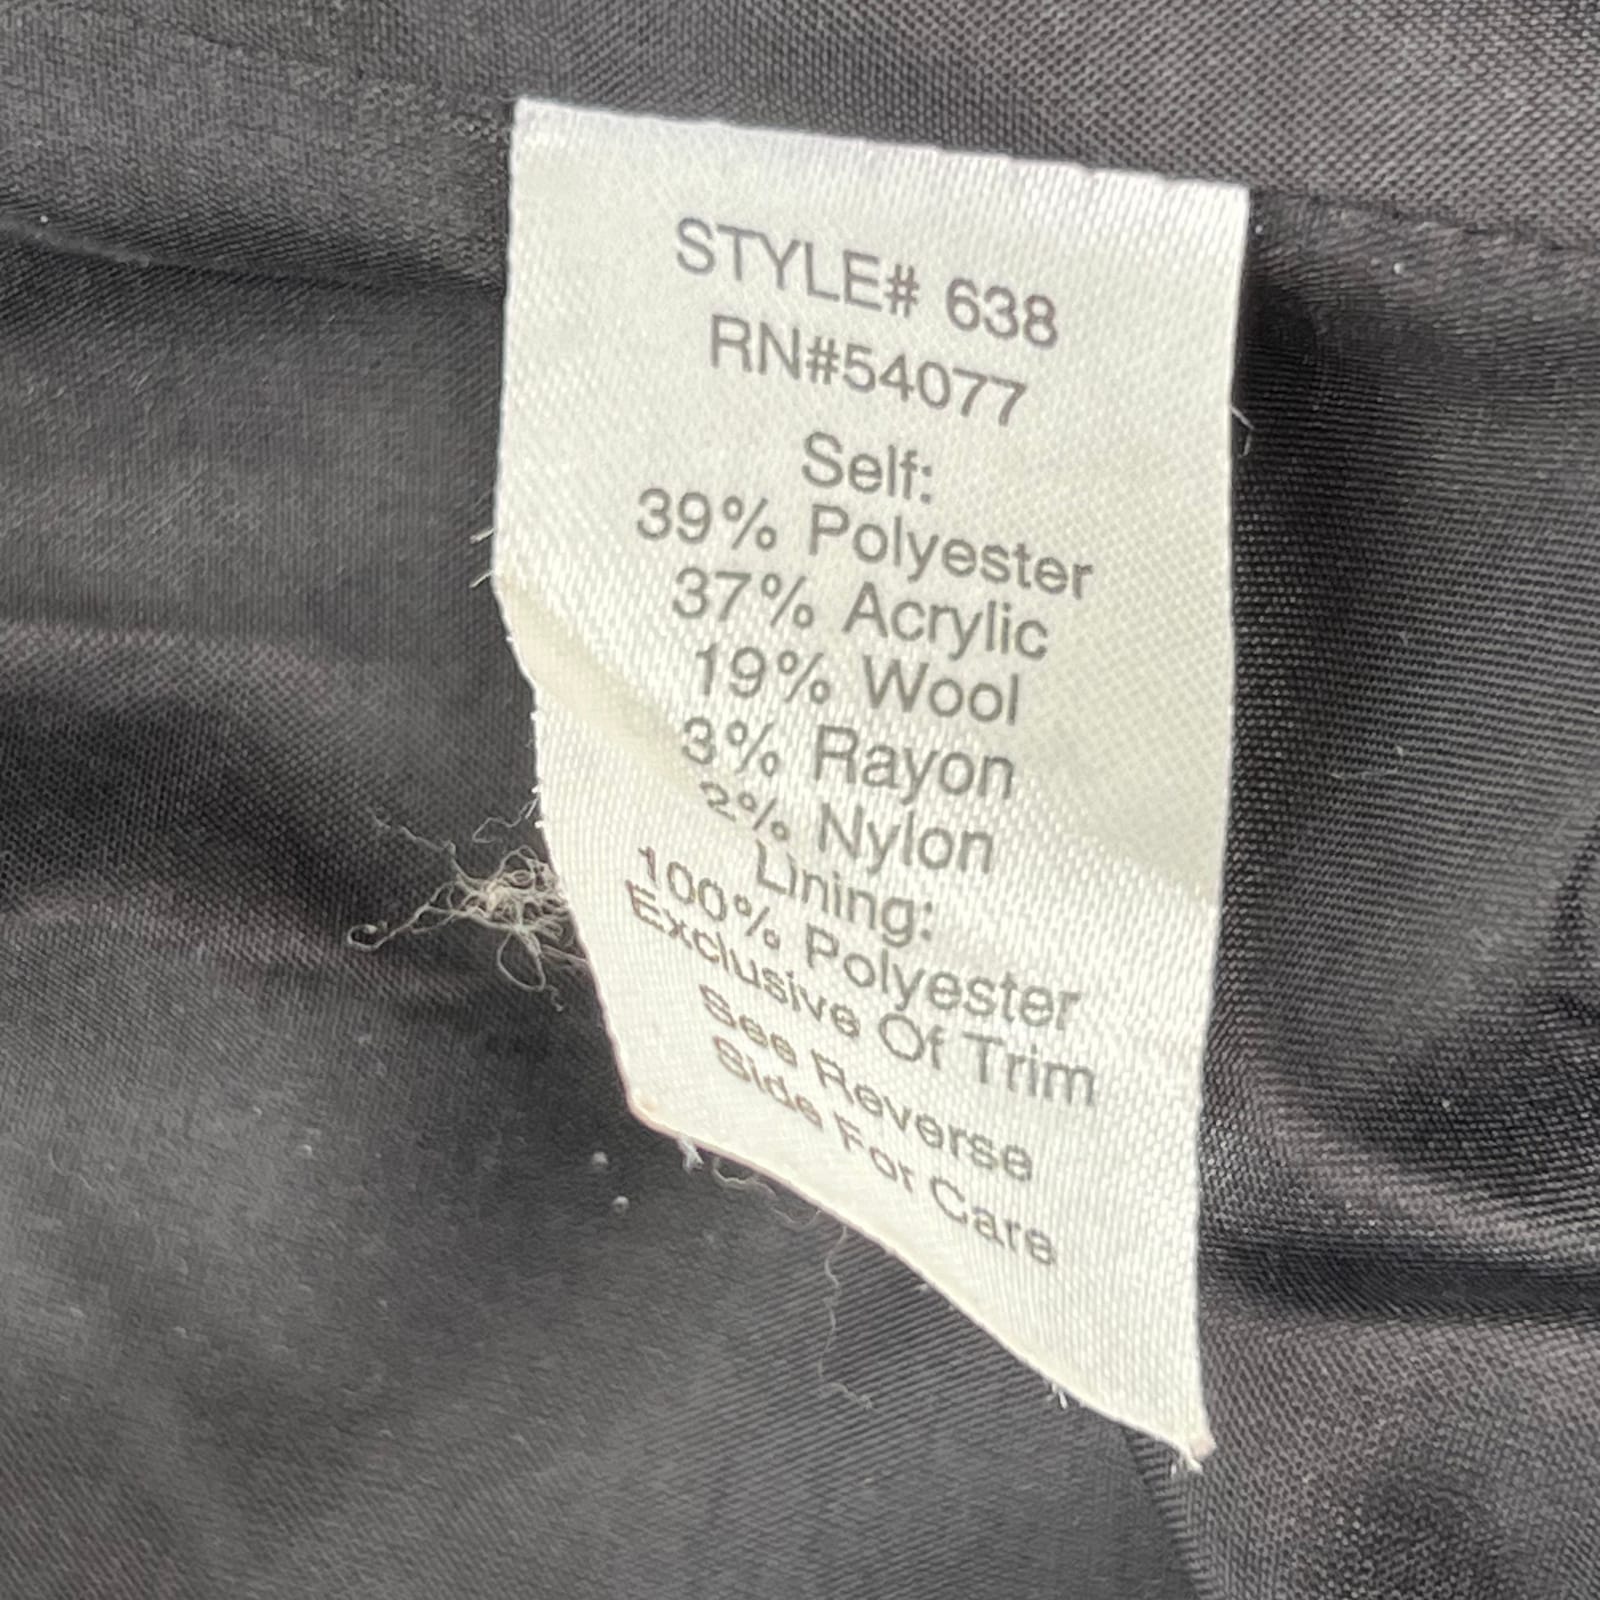 STYLE# 638
RN#54077
Self:
39% Polyester
37% Acrylic
19% Wool
3% Rayon
2% Nylon
Lining:
100% Polyester
Exclusive Of Trim
See Reverse
Side For Care